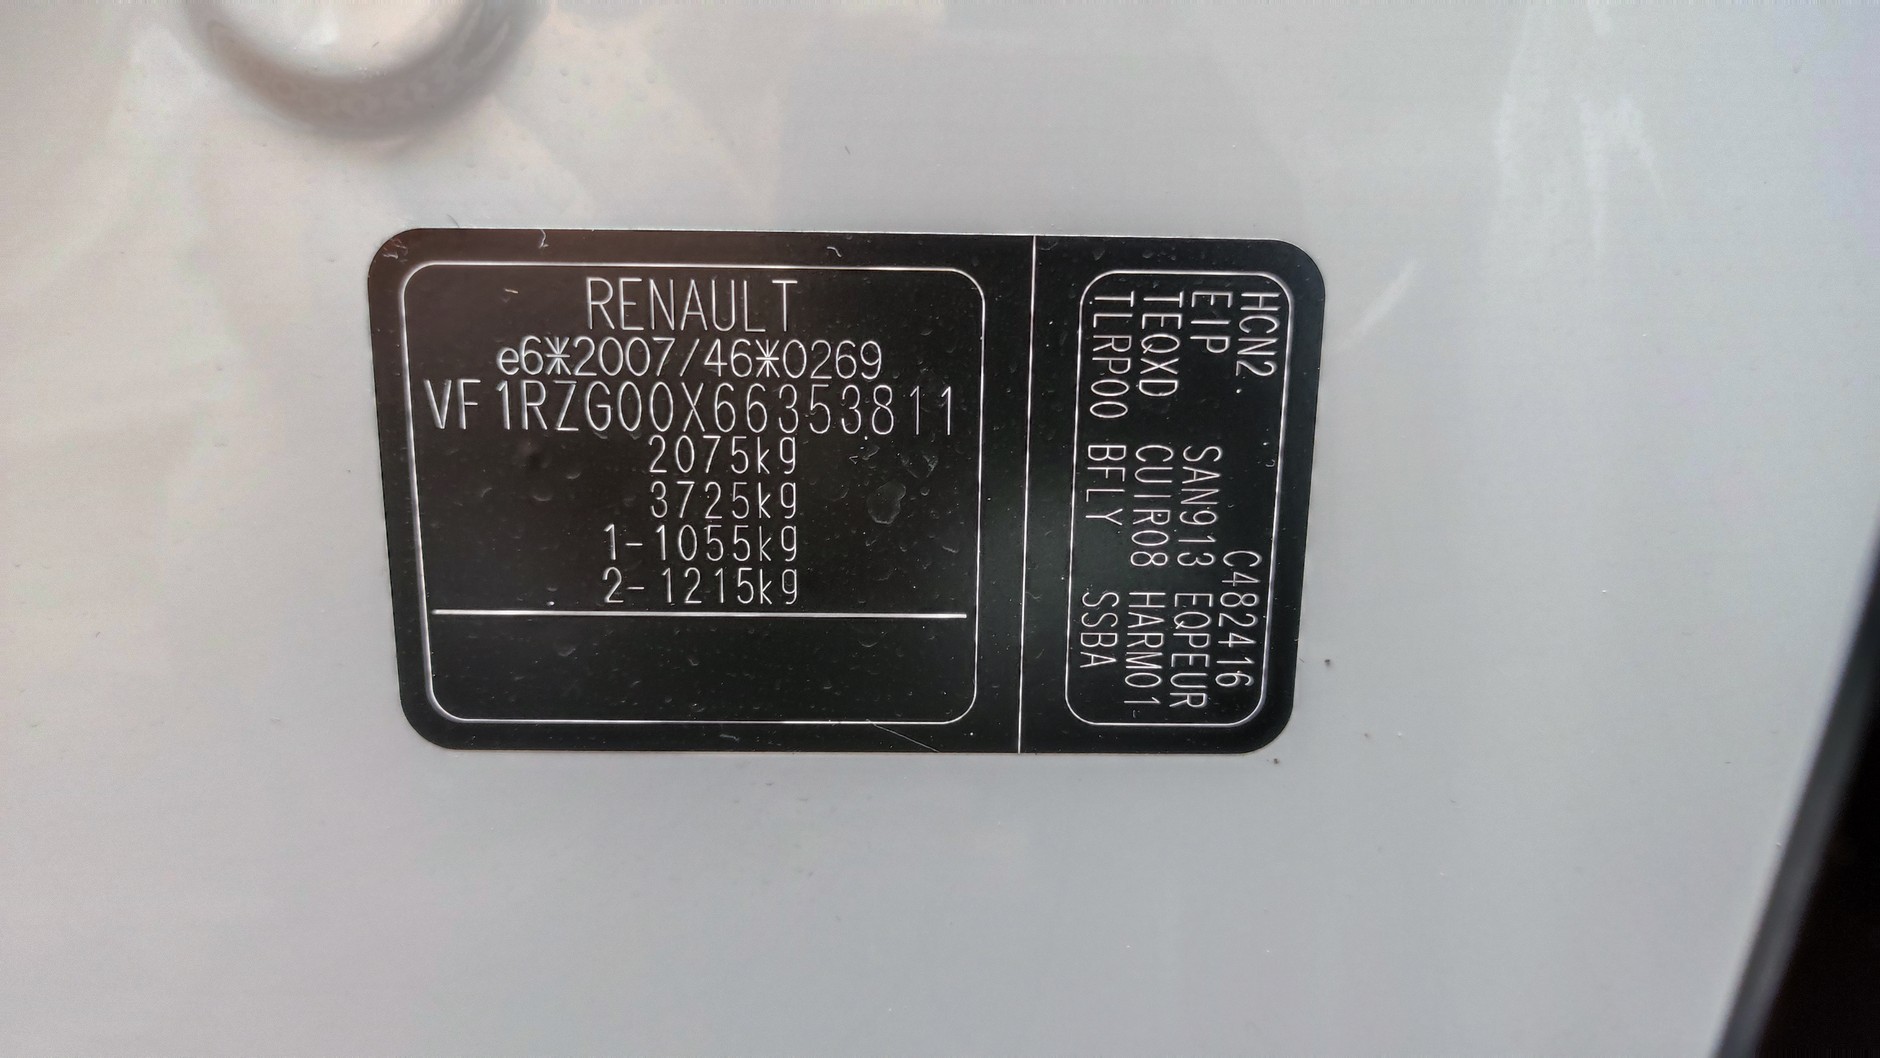 RENAULT
e6*2007/46*0269
VF1RZG00X66353811
2075kg
3725kg
1-1055kg
2-1215kg
HCN2. C482416
EIP SAN913 EQPEUR
TEQXD CUIR08 HARM01
TLRP00 BFLY SSBA